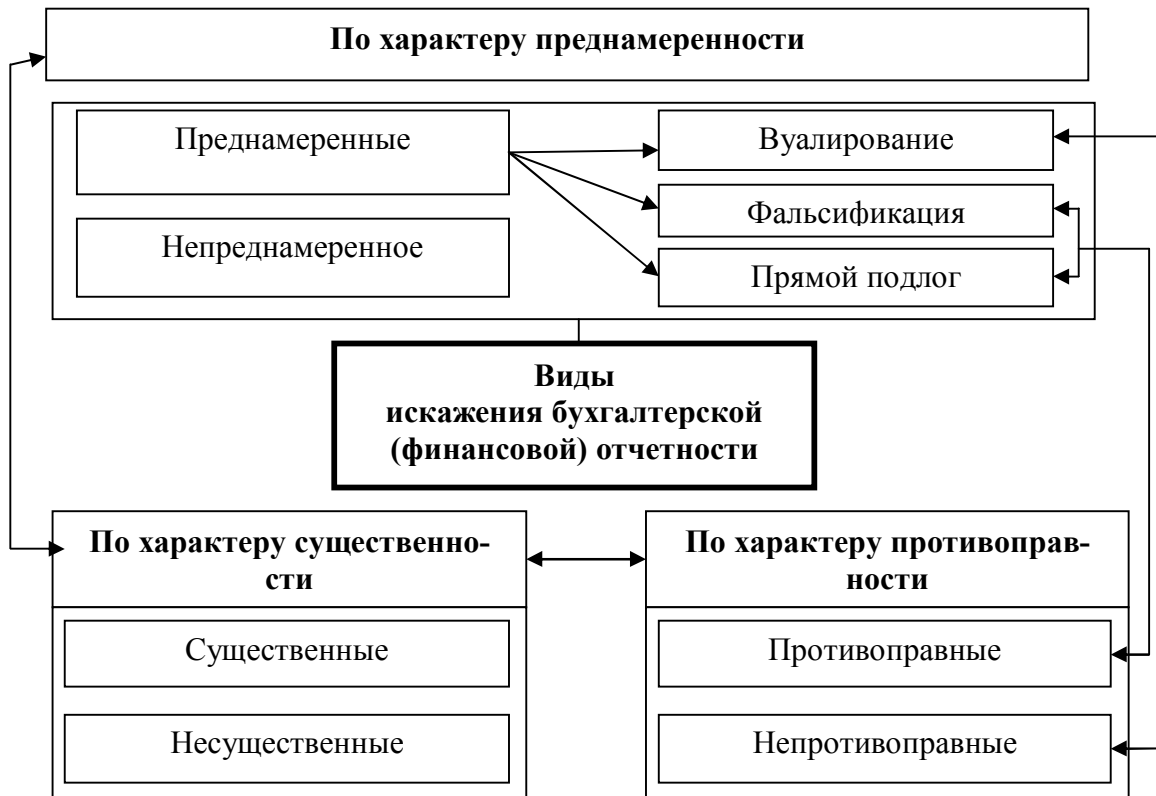 По характеру преднамеренности
Преднамеренные
Вуалирование
Фальсификация
Непреднамеренное
Прямой подлог
Виды
искажения бухгалтерской
(финансовой) отчетности
По характеру существенно-
сти
По характеру противоправ-
ности
Существенные
Противоправные
Несущественные
Непротивоправные